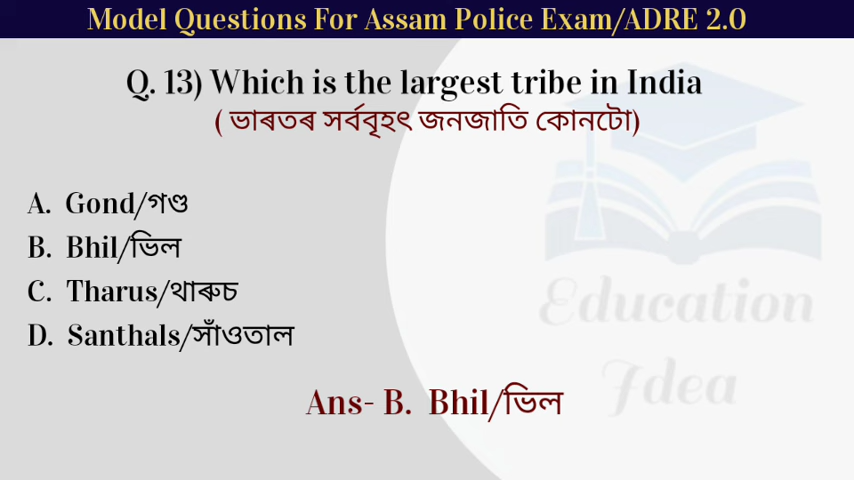 Model Questions For Assam Police Exam/ADRE 2.0
Q. 13) Which is the largest tribe in India
( ভাৰতৰ সৰ্ববৃহৎ জনজাতি কোনটো)
A. Gond/গণ্ড
B. Bhil/ভিল
C. Tharus/থাৰুচ
D. Santhals/সাঁওতাল
Education
Idea
Ans- B. Bhil/ভিল